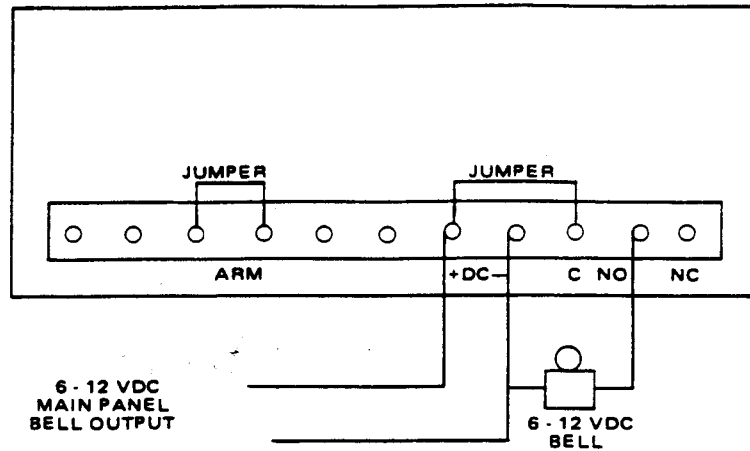 JUMPER JUMPER
ARM +DC— C NO NC
6 - 12 VDC
MAIN PANEL
BELL OUTPUT
6 - 12 VDC
BELL